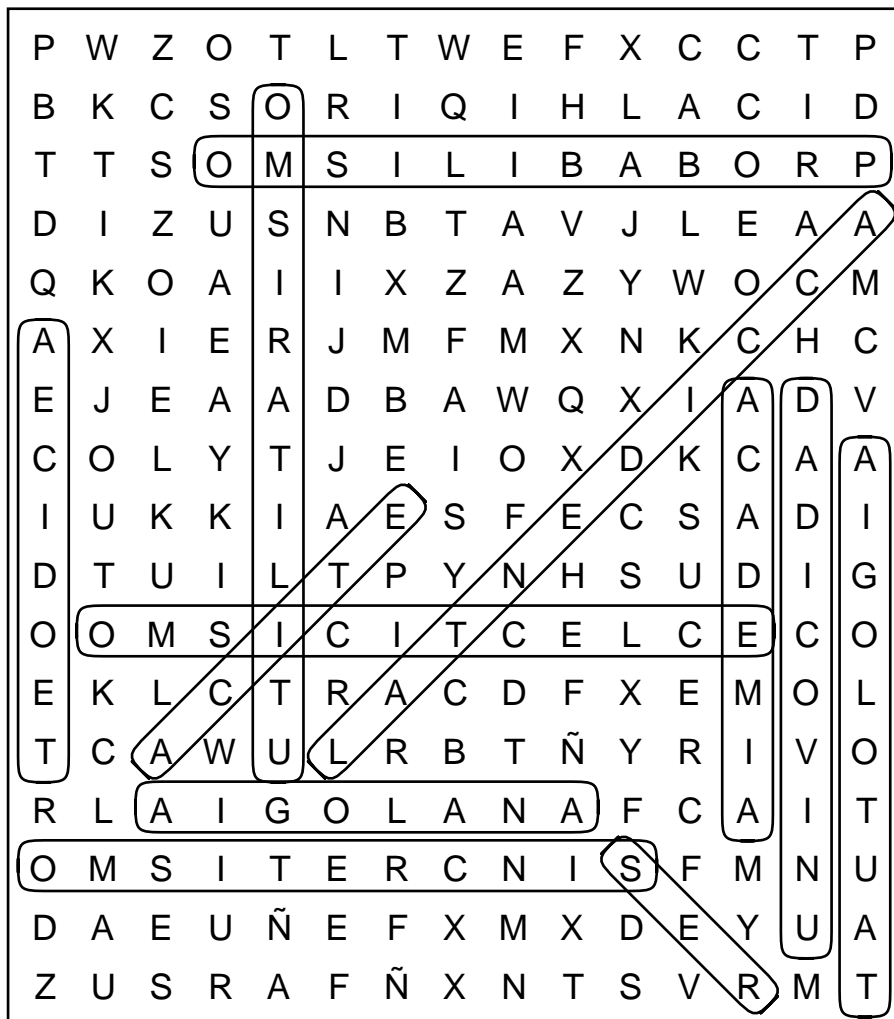 P W Z O T L T W E F X C C T P
B K C S O R I Q I H L A C I D
T T S O M S I L I B A B O R P
D I Z U S N B T A V J L E A A
Q K O A I I X Z A Z Y W O C M
A X I E R J M F M X N K C H C
E J E A A D B A W Q X I A D V
C O L Y T J E I O X D K C A A
I U K K I A E S F E C S A D I
D T U I L T P Y N H S U D I G
O O M S I C I T C E L C E C O
E K L C T R A C D F X E M O L
T C A W U L R B T Ñ Y R I V O
R L A I G O L A N A F C A I T
O M S I T E R C N I S F M N U
D A E U Ñ E F X M X D E Y U A
Z U S R A F Ñ X N T S V R M T